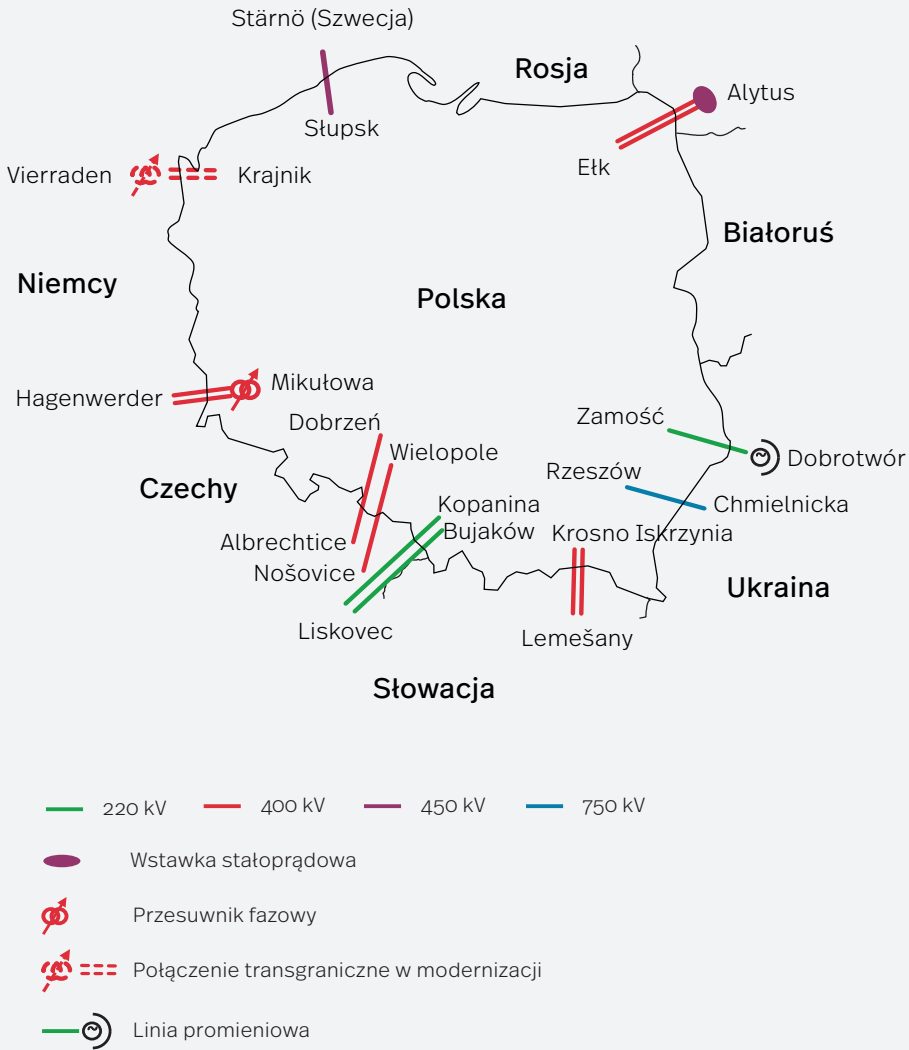 Stärnö (Szwecja)
Rosja
Alytus
Słupsk
Ełk
Vierraden
Krajnik
Białoruś
Niemcy
Polska
Hagenwerder
Mikułowa
Dobrzeń
Zamość
Wielopole
Dobrotwór
Rzeszów
Czechy
Kopanina
Chmielnicka
Bujaków
Krosno Iskrzynia
Albrechtice
Nošovice
Ukraina
Liskovec
Lemešany
Słowacja
220 kV
400 kV
450 kV
750 kV
Wstawka stałoprądowa
Przesuwnik fazowy
Połączenie transgraniczne w modernizacji
Linia promieniowa